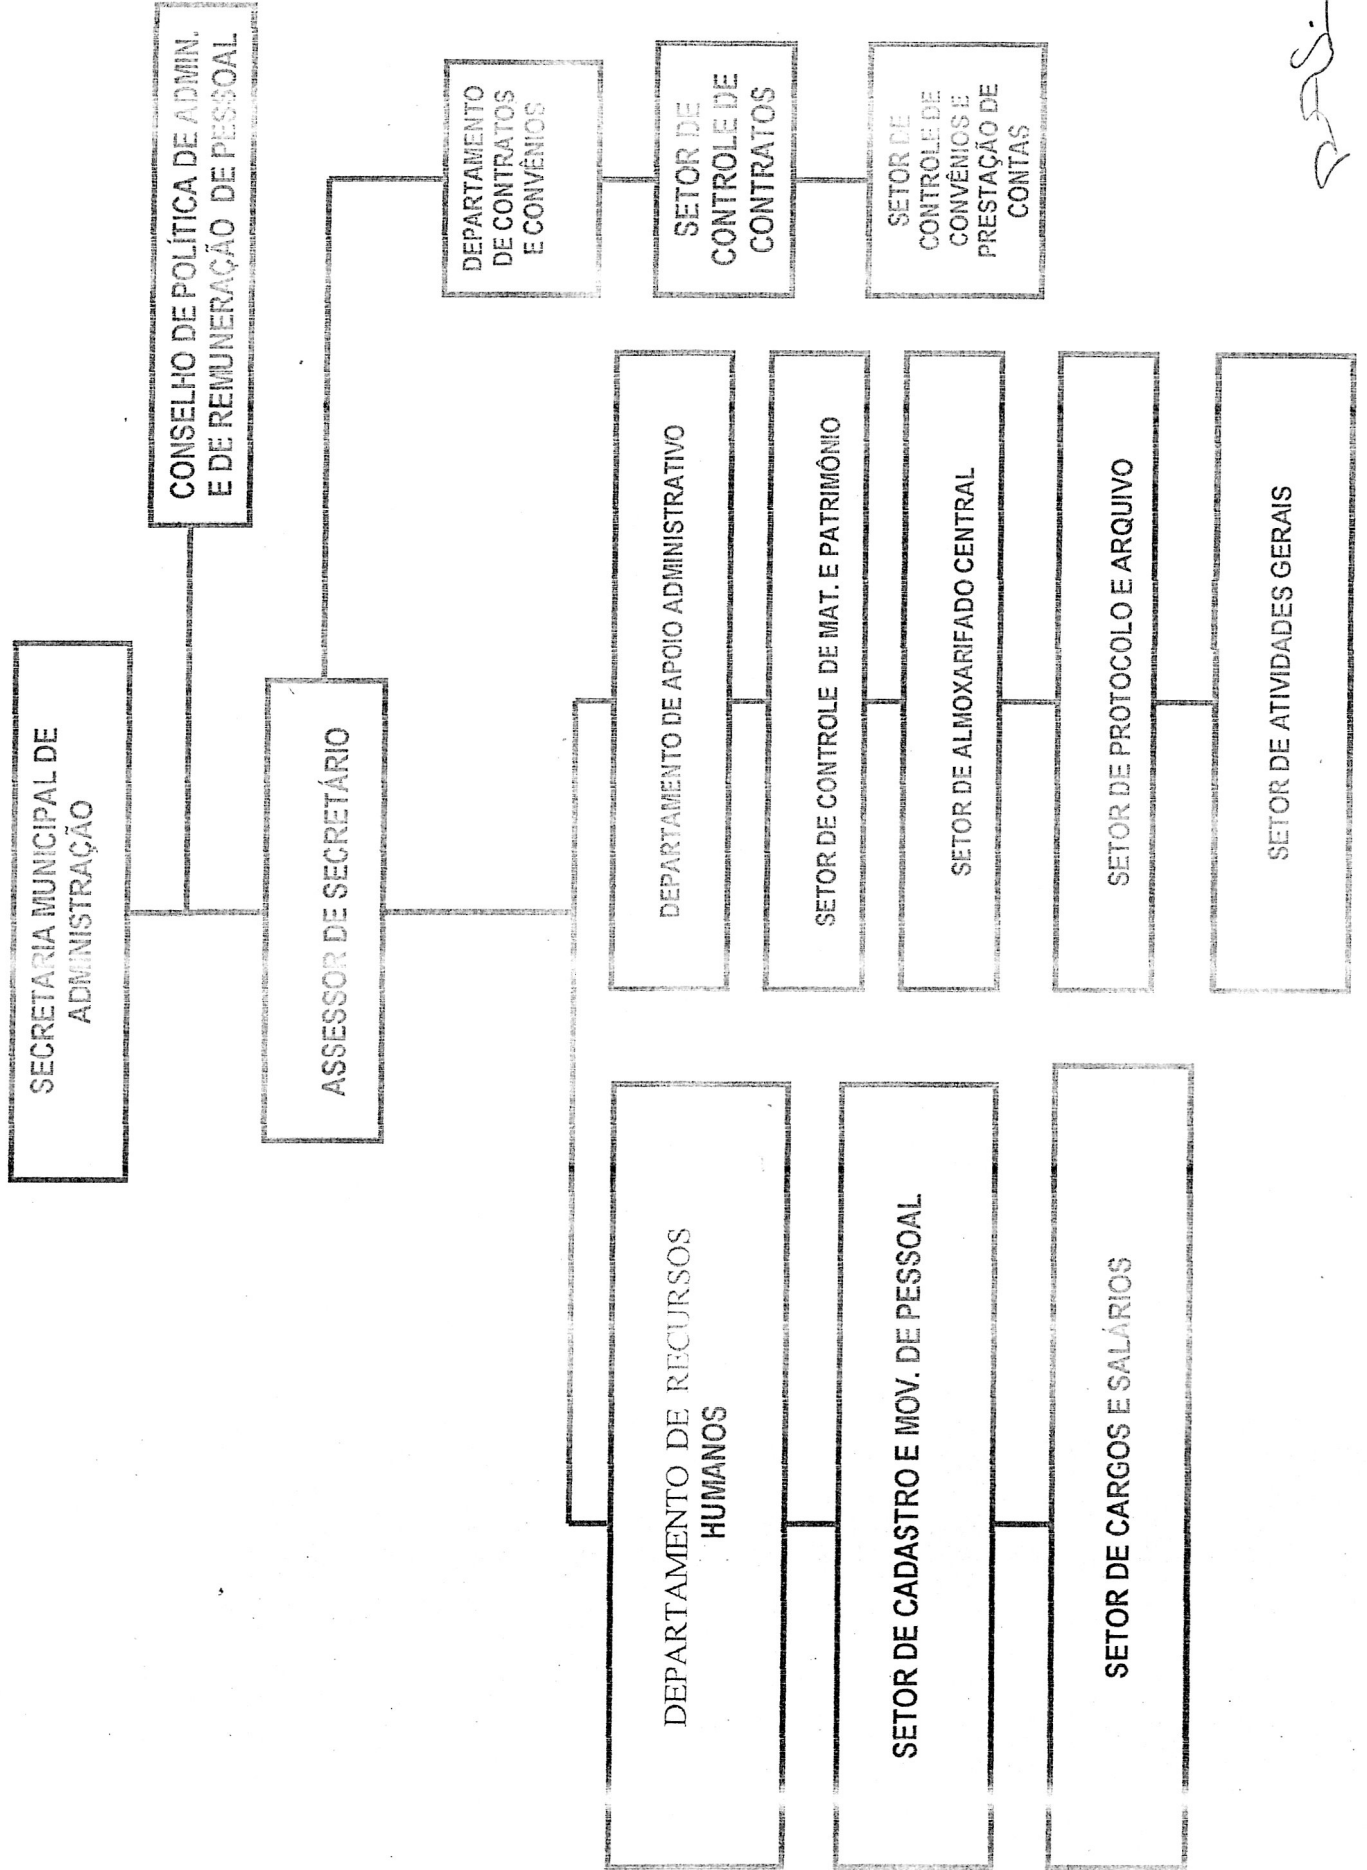 SECRETARIA MUNICIPAL DE
ADMINISTRAÇÃO
CONSELHO DE POLÍTICA DE ADMIN.
E DE REMUNERAÇÃO DE PESSOAL
ASSESSOR DE SECRETÁRIO
DEPARTAMENTO DE RECURSOS
HUMANOS
SETOR DE CADASTRO E MOV. DE PESSOAL
SETOR DE CARGOS E SALÁRIOS
DEPARTAMENTO DE APOIO ADMINISTRATIVO
SETOR DE CONTROLE DE MAT. E PATRIMÔNIO
SETOR DE ALMOXARIFADO CENTRAL
SETOR DE PROTOCOLO E ARQUIVO
SETOR DE ATIVIDADES GERAIS
DEPARTAMENTO
DE CONTRATOS
E CONVÊNIOS
SETOR DE
CONTROLE DE
CONTRATOS
SETOR DE
CONTROLE DE
CONVÊNIOS E
PRESTAÇÃO DE
CONTAS